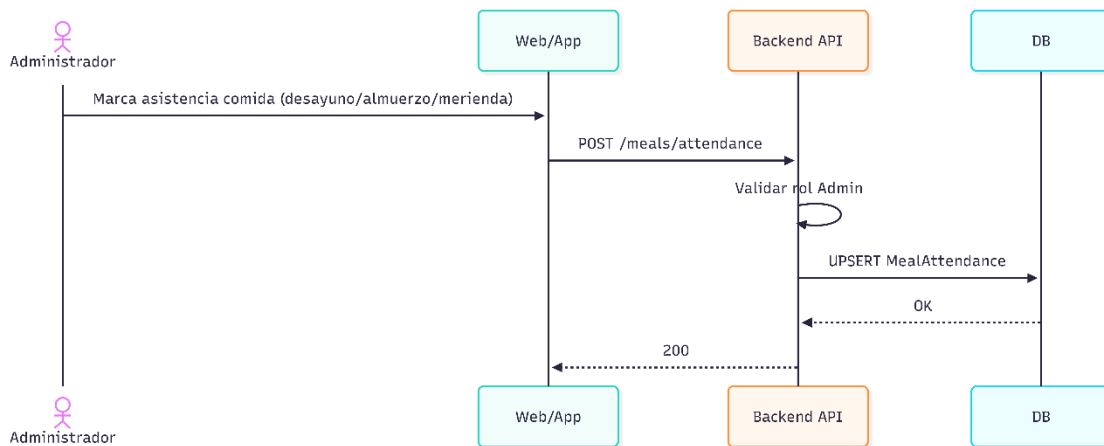 Administrador
Web/App
Backend API
DB
Marca asistencia comida (desayuno/almuerzo/merienda)
POST /meals/attendance
Validar rol Admin
UPSERT MealAttendance
OK
200
Administrador
Web/App
Backend API
DB